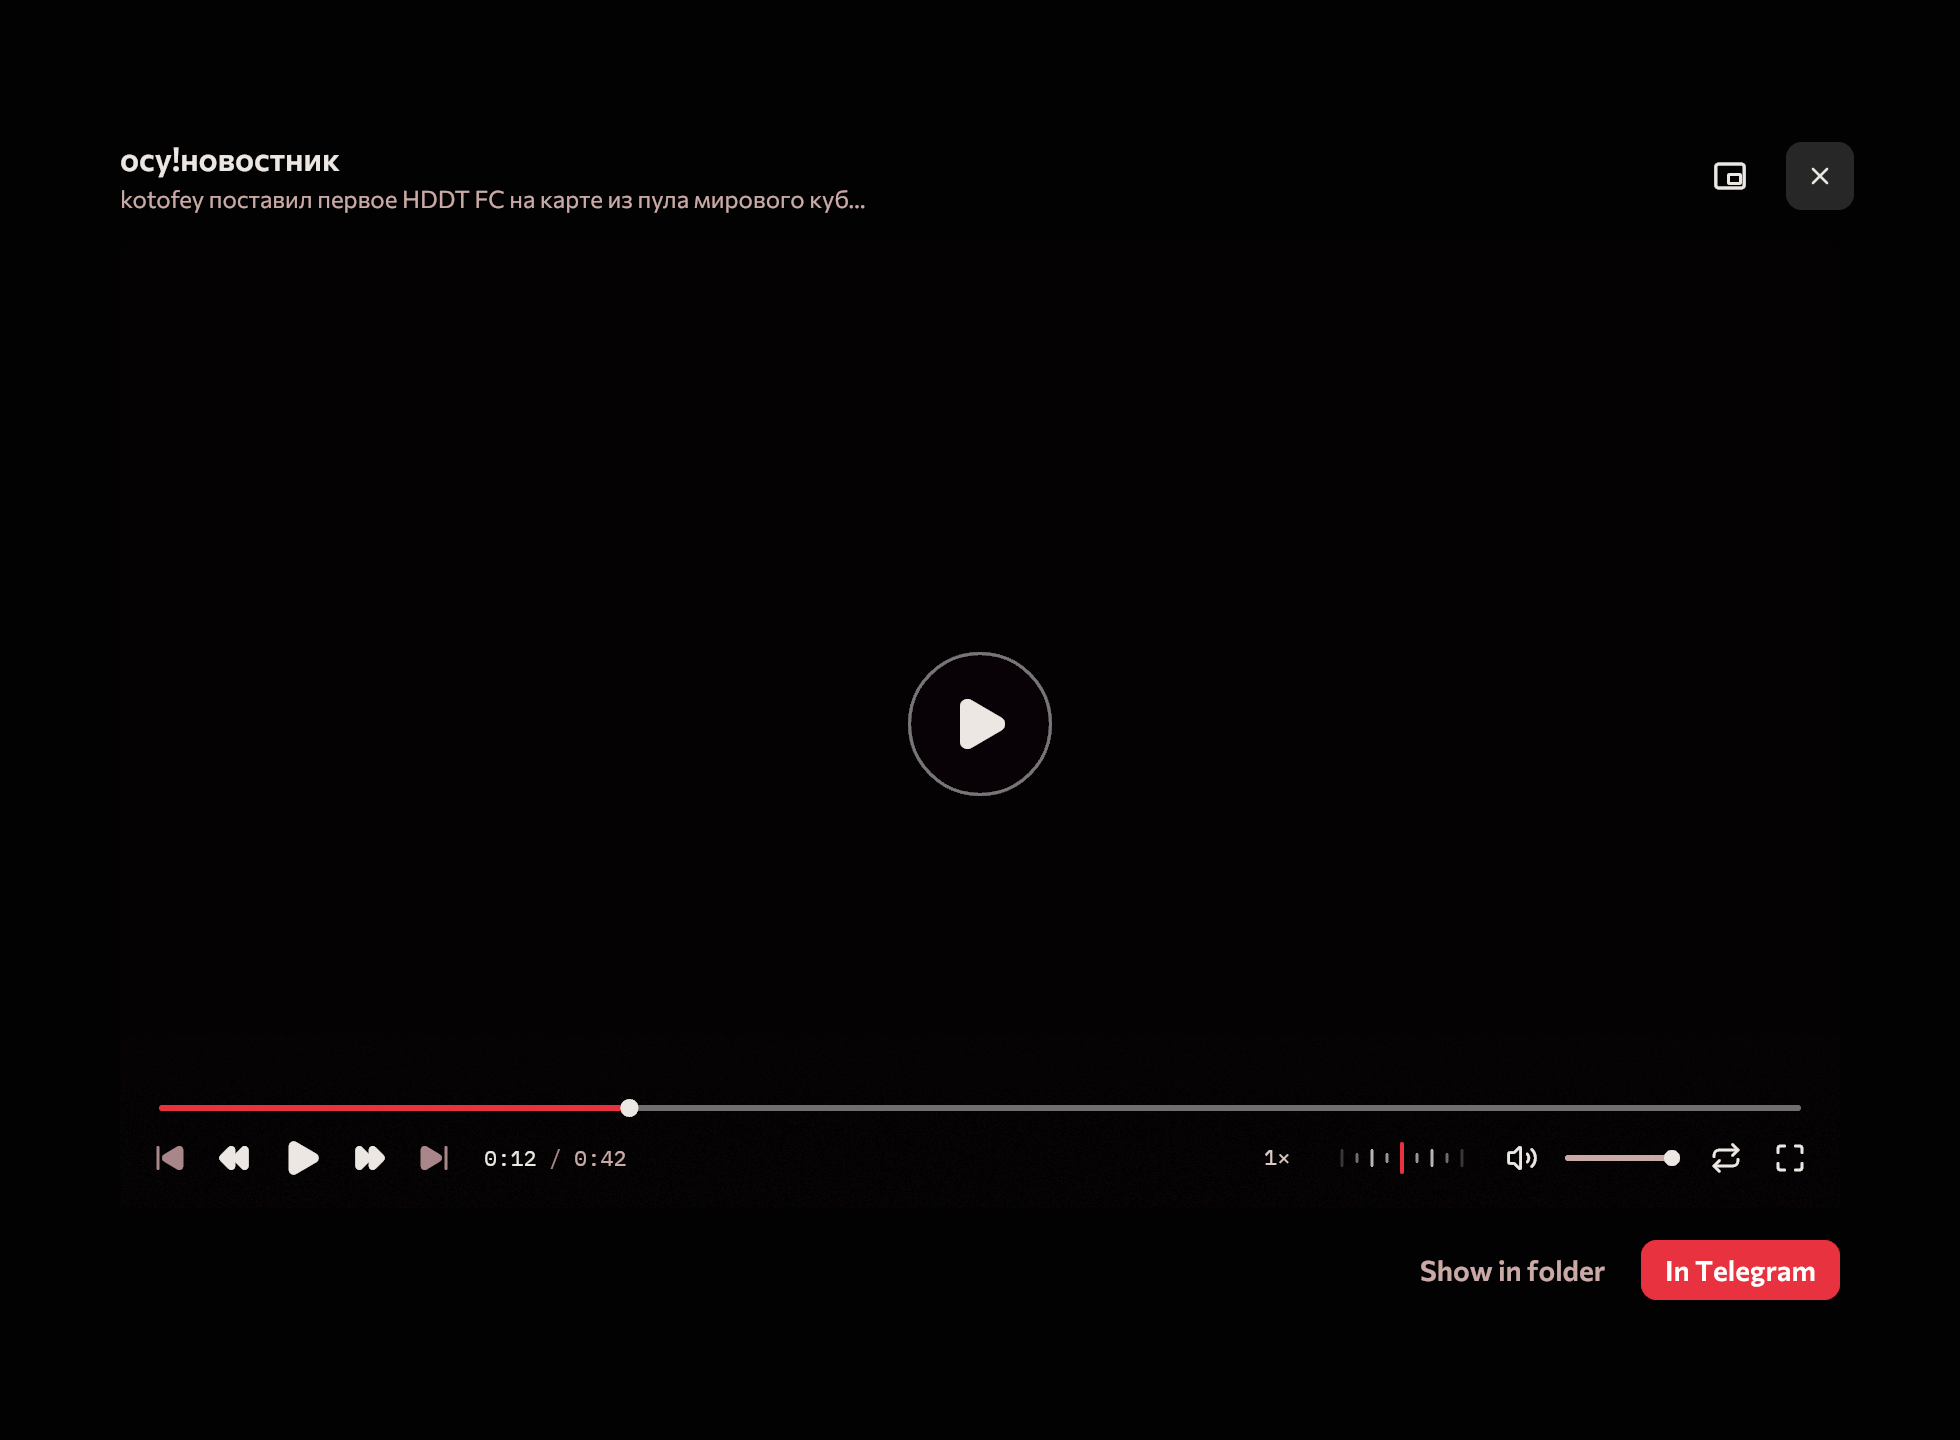 осу!новостник
kotofey поставил первое HDDT FC на карте из пула мирового куб...
0:12 / 0:42
1×
Show in folder
In Telegram